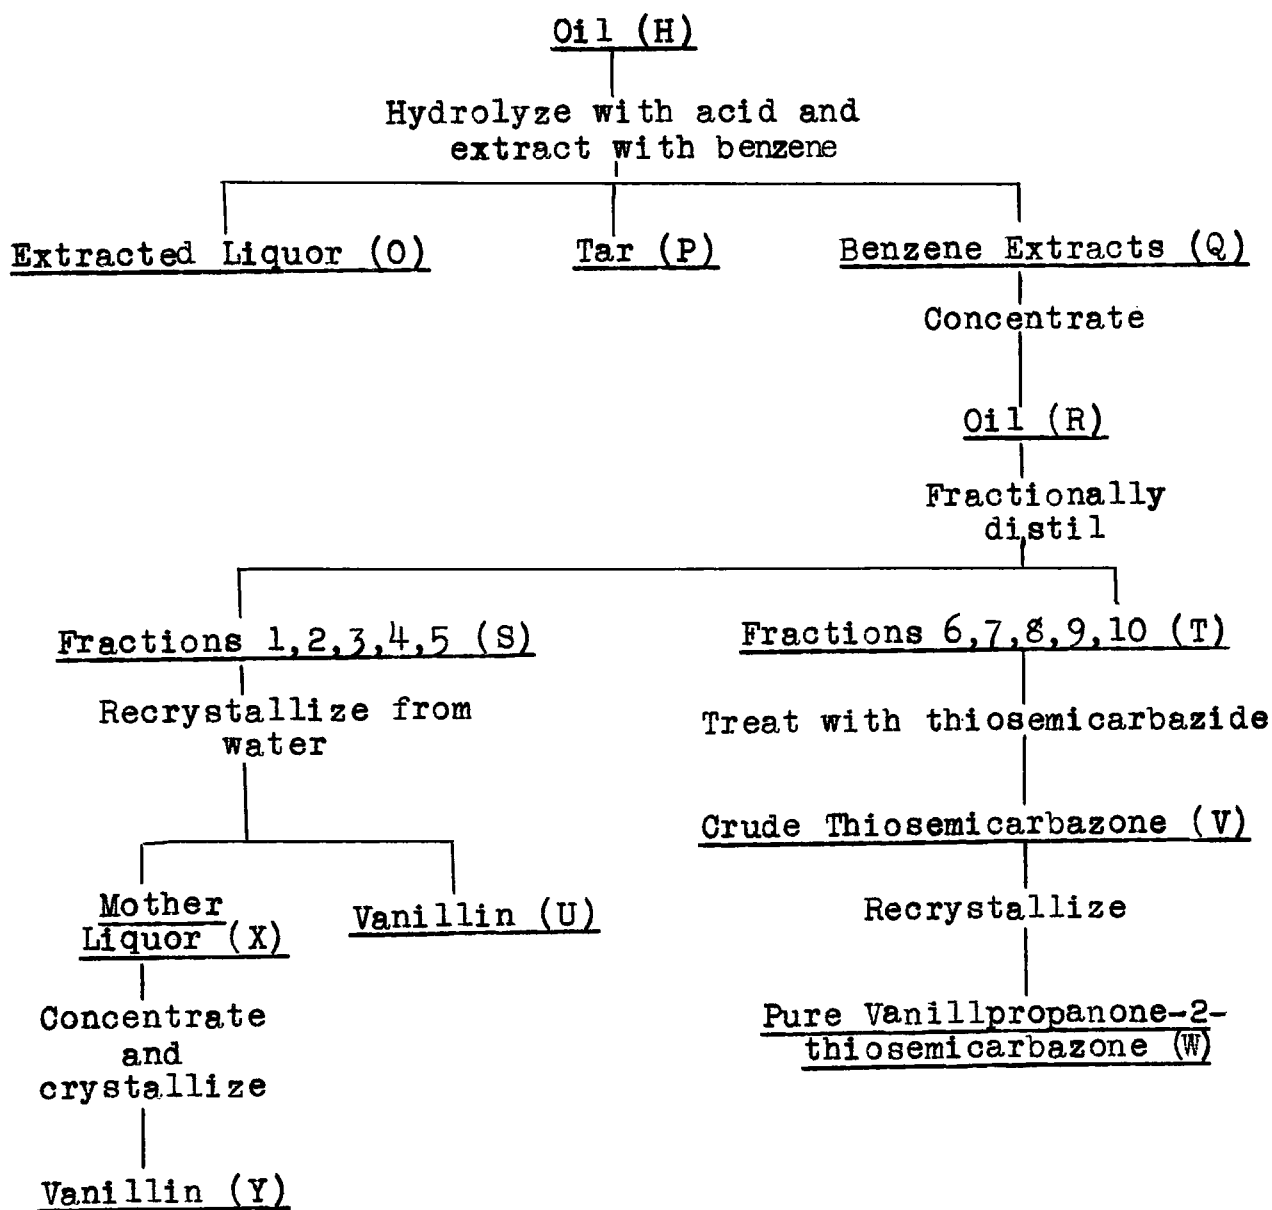 Oil (H)
Hydrolyze with acid and
extract with benzene
Extracted Liquor (O)
Tar (P)
Benzene Extracts (Q)
Concentrate
Oil (R)
Fractionally
distil
Fractions 1,2,3,4,5 (S)
Fractions 6,7,8,9,10 (T)
Recrystallize from
water
Treat with thiosemicarbazide
Crude Thiosemicarbazone (V)
Mother
Liquor (X)
Vanillin (U)
Recrystallize
Concentrate
and
crystallize
Pure Vanillpropanone-2-
thiosemicarbazone (W)
Vanillin (Y)